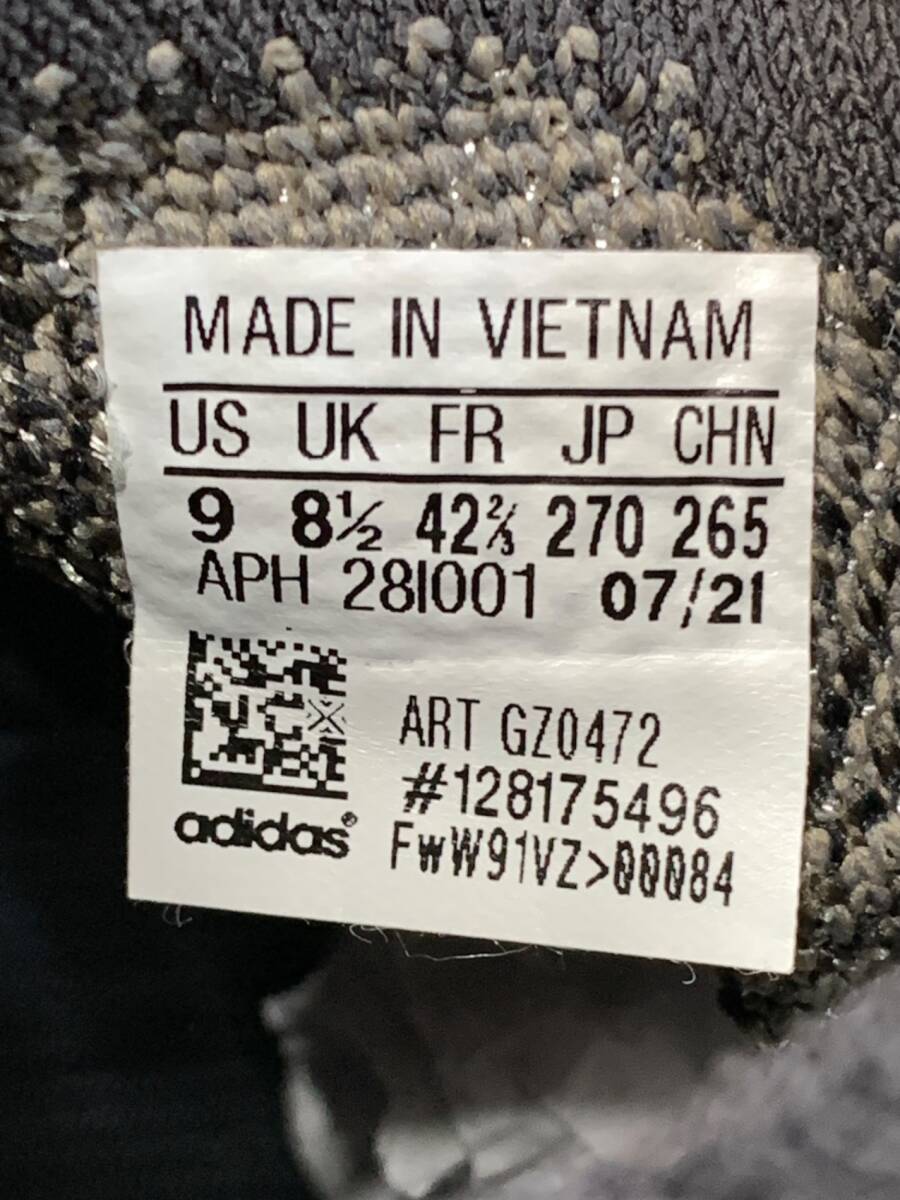 MADE IN VIETNAM
US UK FR JP CHN
9 8½ 42⅔ 270 265
APH 28I001 07/21
ART GZ0472
#128175496
adidas®
FwW91VZ>00084